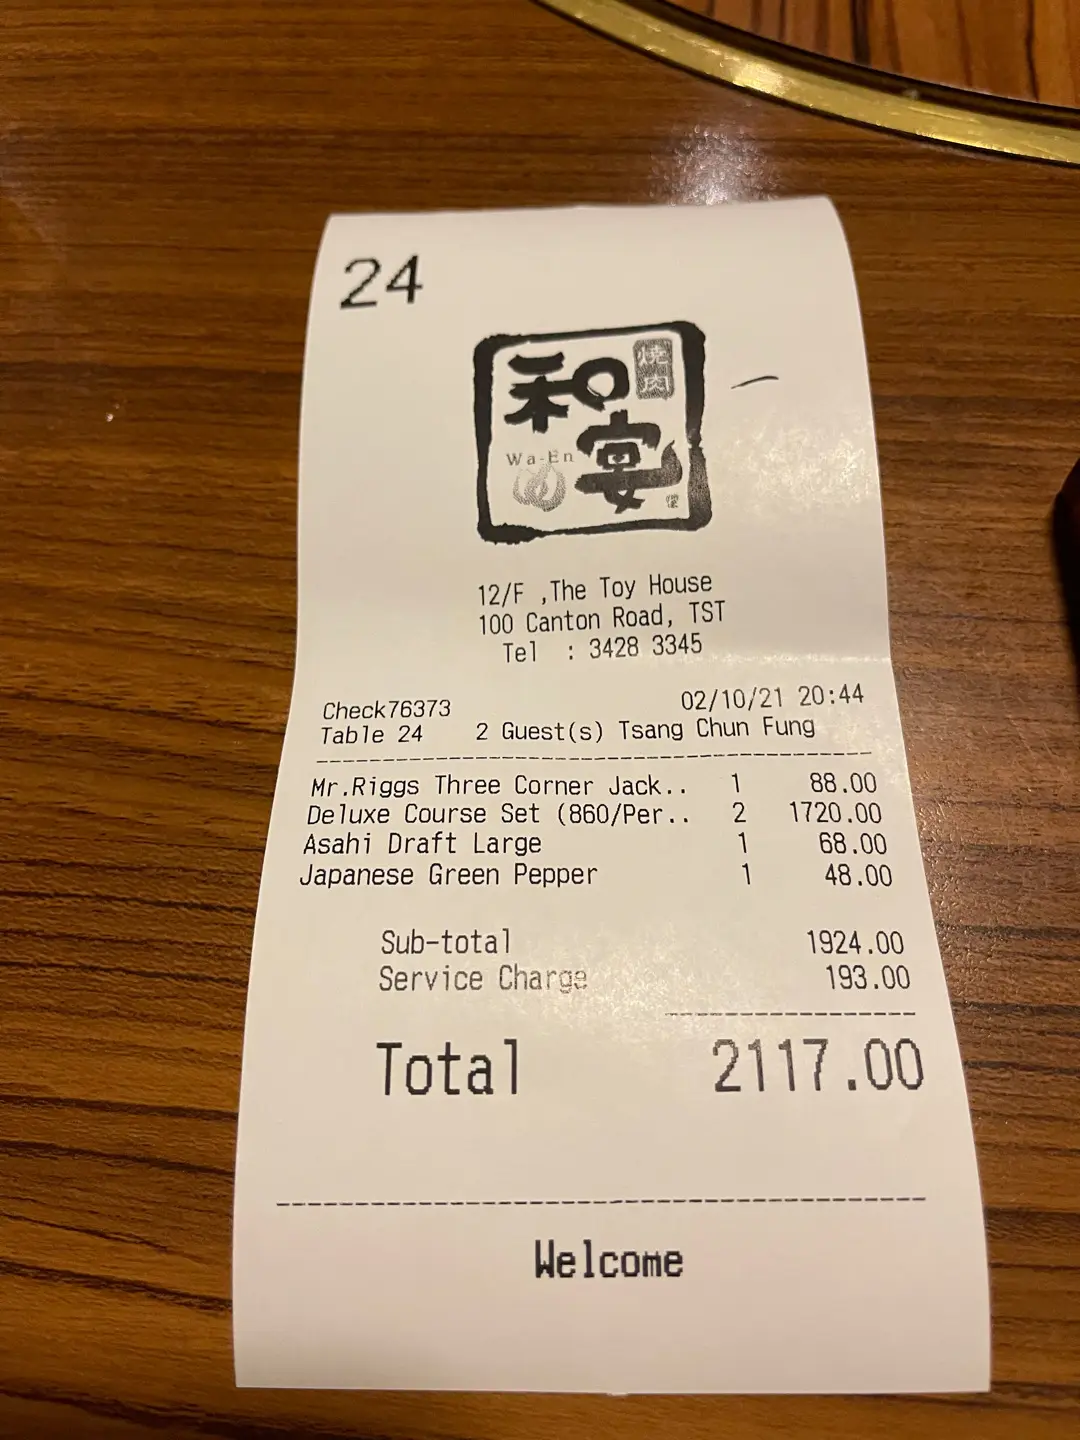 24
和 焼肉
Wa-En 宴
12/F ,The Toy House
100 Canton Road, TST
Tel : 3428 3345
Check76373 02/10/21 20:44
Table 24 2 Guest(s) Tsang Chun Fung
Mr.Riggs Three Corner Jack.. 1 88.00
Deluxe Course Set (860/Per.. 2 1720.00
Asahi Draft Large 1 68.00
Japanese Green Pepper 1 48.00
Sub-total 1924.00
Service Charge 193.00
Total 2117.00
Welcome